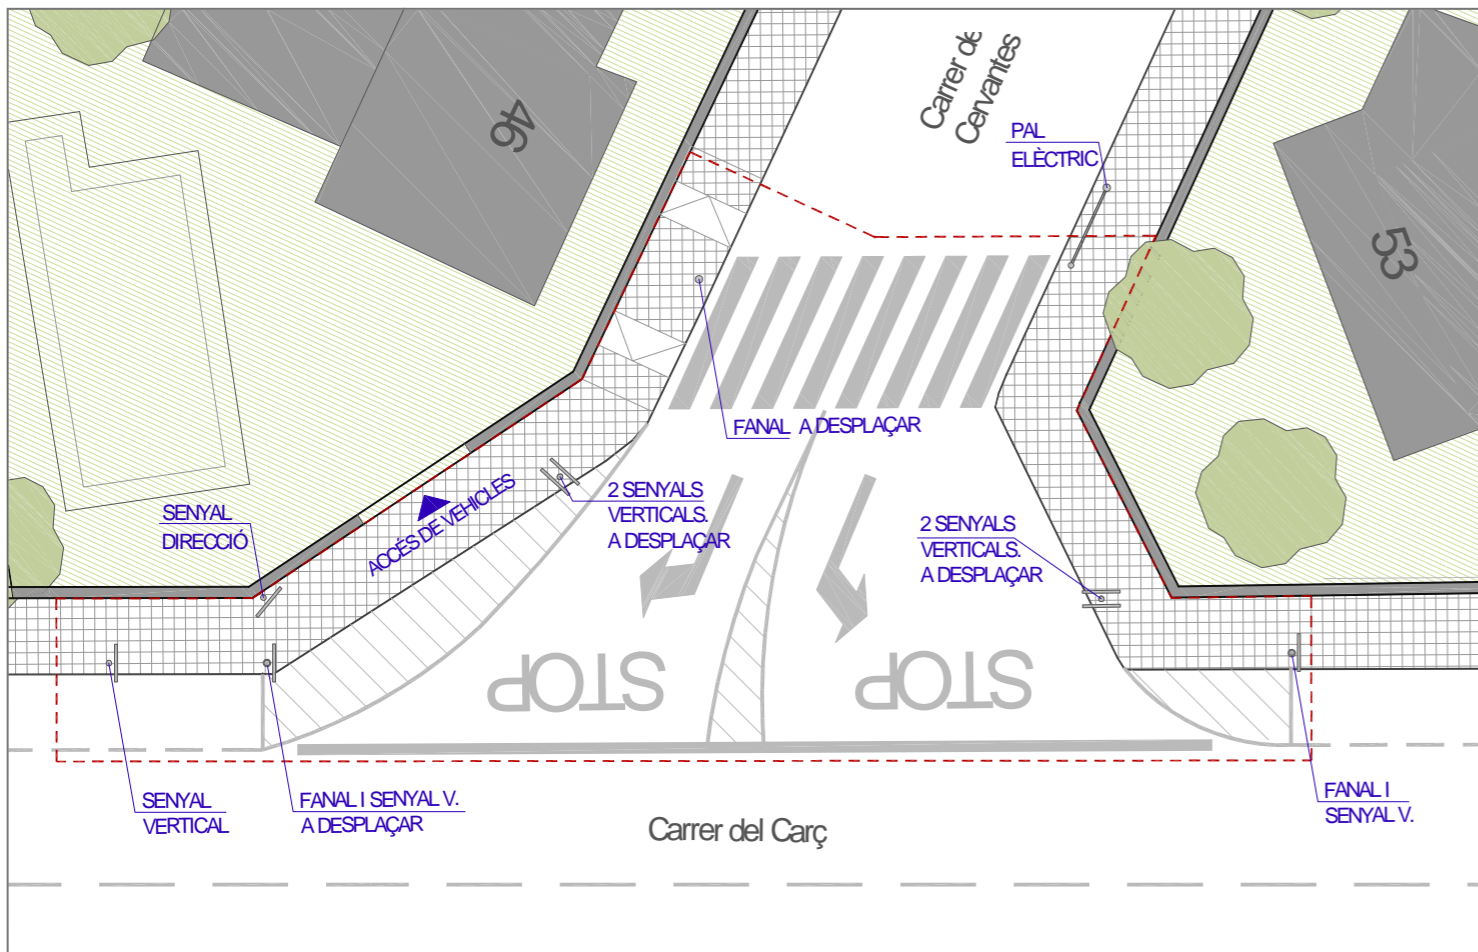 Carrer de
Cervantes
46
PAL
ELÈCTRIC
53
FANAL A DESPLAÇAR
SENYAL
DIRECCIÓ
ACCÉS DE VEHICLES
2 SENYALS
VERTICALS.
A DESPLAÇAR
2 SENYALS
VERTICALS.
A DESPLAÇAR
STOP
STOP
SENYAL
VERTICAL
FANAL I SENYAL V.
A DESPLAÇAR
Carrer del Carç
FANAL I
SENYAL V.